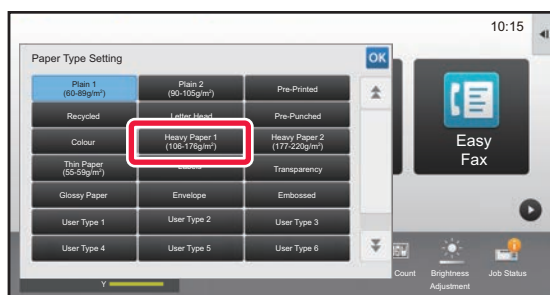 10:15
Paper Type Setting
OK
Plain 1
(60-89g/m²)
Plain 2
(90-105g/m²)
Pre-Printed
Recycled
Letter Head
Pre-Punched
Colour
Heavy Paper 1
(106-176g/m²)
Heavy Paper 2
(177-220g/m²)
Thin Paper
(55-59g/m²)
Labels
Transparency
Glossy Paper
Envelope
Embossed
User Type 1
User Type 2
User Type 3
User Type 4
User Type 5
User Type 6
Easy
Fax
Count
Brightness
Adjustment
Job Status
Y